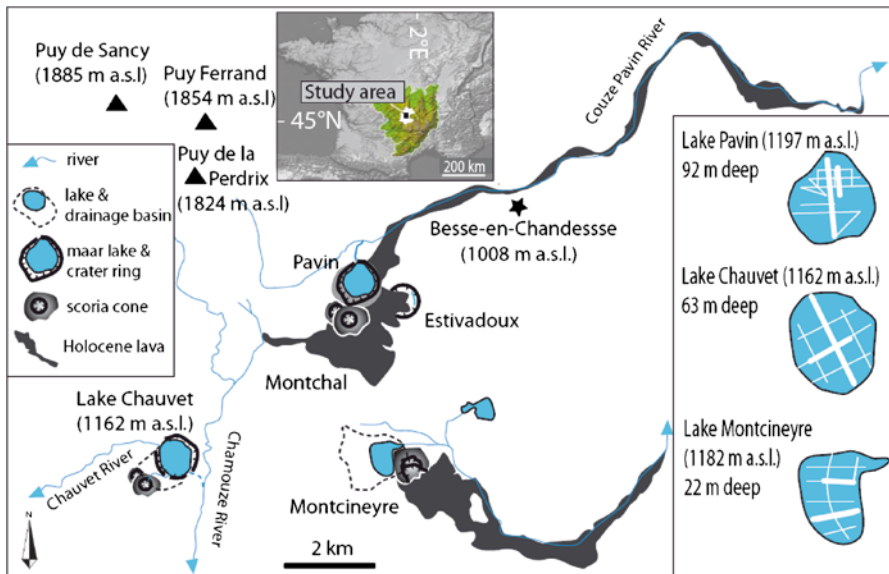 Puy de Sancy
(1885 m a.s.l)
Puy Ferrand
(1854 m a.s.l)
Puy de la
Perdrix
(1824 m a.s.l)
2°E
Study area
45°N
200 km
Couze Pavin River
river
lake &
drainage basin
maar lake &
crater ring
scoria cone
Holocene lava
Besse-en-Chandessse
(1008 m a.s.l.)
Pavin
Estivadoux
Montchal
Lake Chauvet
(1162 m a.s.l.)
Chauvet River
Chamouze River
Montcineyre
N
2 km
Lake Pavin (1197 m a.s.l.)
92 m deep
Lake Chauvet (1162 m a.s.l.)
63 m deep
Lake Montcineyre
(1182 m a.s.l.)
22 m deep